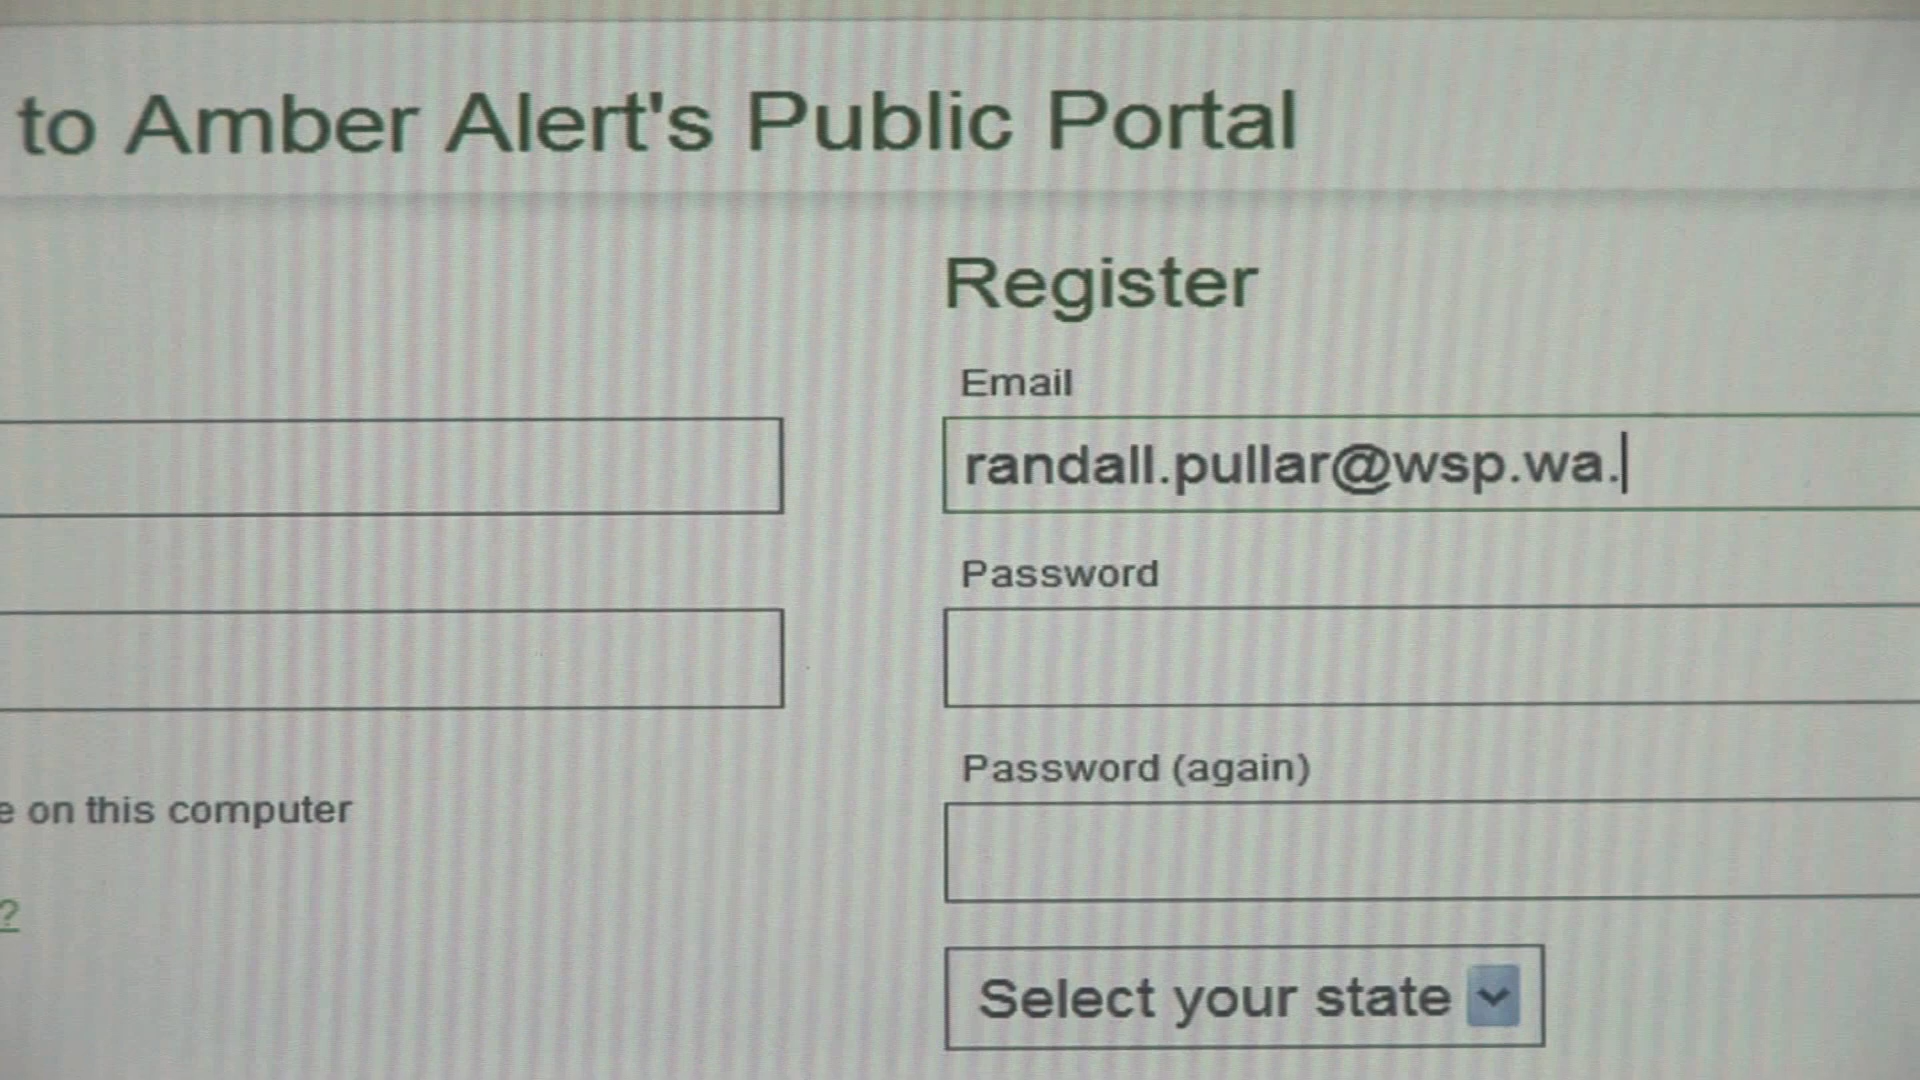 to Amber Alert's Public Portal
Register
Email
randall.pullar@wsp.wa.
Password
Password (again)
e on this computer
?
Select your state